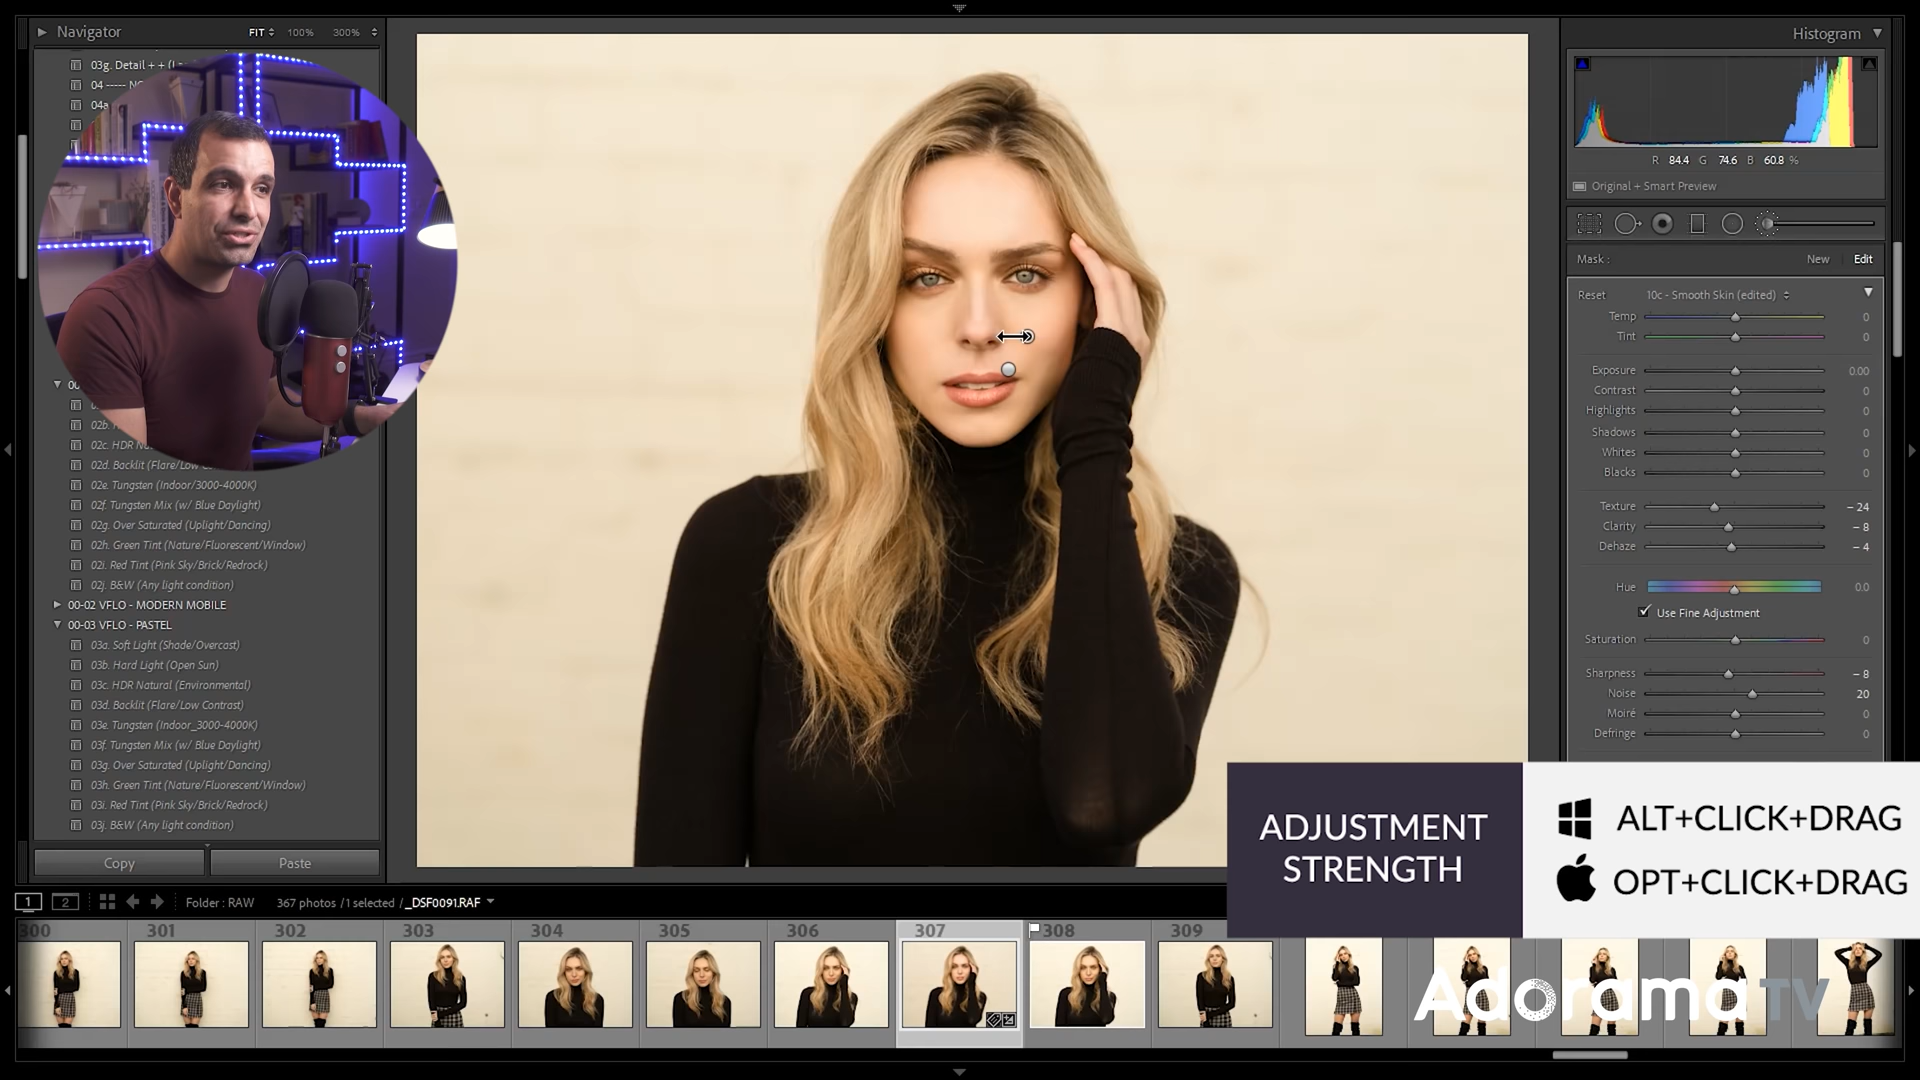 Navigator
FIT
100%
300%
03g. Detail + +
04 -----
04a
02b.
02c. HDR
02d. Backlit (Flare/Low
02e. Tungsten (Indoor/3000-4000K)
02f. Tungsten Mix (w/ Blue Daylight)
02g. Over Saturated (Uplight/Dancing)
02h. Green Tint (Nature/Fluorescent/Window)
02i. Red Tint (Pink Sky/Brick/Redrock)
02j. B&W (Any light condition)
00-02 VFLO - MODERN MOBILE
00-03 VFLO - PASTEL
03a. Soft Light (Shade/Overcast)
03b. Hard Light (Open Sun)
03c. HDR Natural (Environmental)
03d. Backlit (Flare/Low Contrast)
03e. Tungsten (Indoor_3000-4000K)
03f. Tungsten Mix (w/ Blue Daylight)
03g. Over Saturated (Uplight/Dancing)
03h. Green Tint (Nature/Fluorescent/Window)
03i. Red Tint (Pink Sky/Brick/Redrock)
03j. B&W (Any light condition)
Copy
Paste
Histogram
R 84.4 G 74.6 B 60.8 %
Original + Smart Preview
Mask : New Edit
Reset 10c - Smooth Skin (edited)
Temp 0
Tint 0
Exposure 0.00
Contrast 0
Highlights 0
Shadows 0
Whites 0
Blacks 0
Texture – 24
Clarity – 8
Dehaze – 4
Hue 0.0
Use Fine Adjustment
Saturation 0
Sharpness – 8
Noise 20
Moiré 0
Defringe 0
ADJUSTMENT
STRENGTH
ALT+CLICK+DRAG
OPT+CLICK+DRAG
1 2 Folder : RAW 367 photos / 1 selected / _DSF0091.RAF
300 301 302 303 304 305 306 307 308 309
Adorama TV